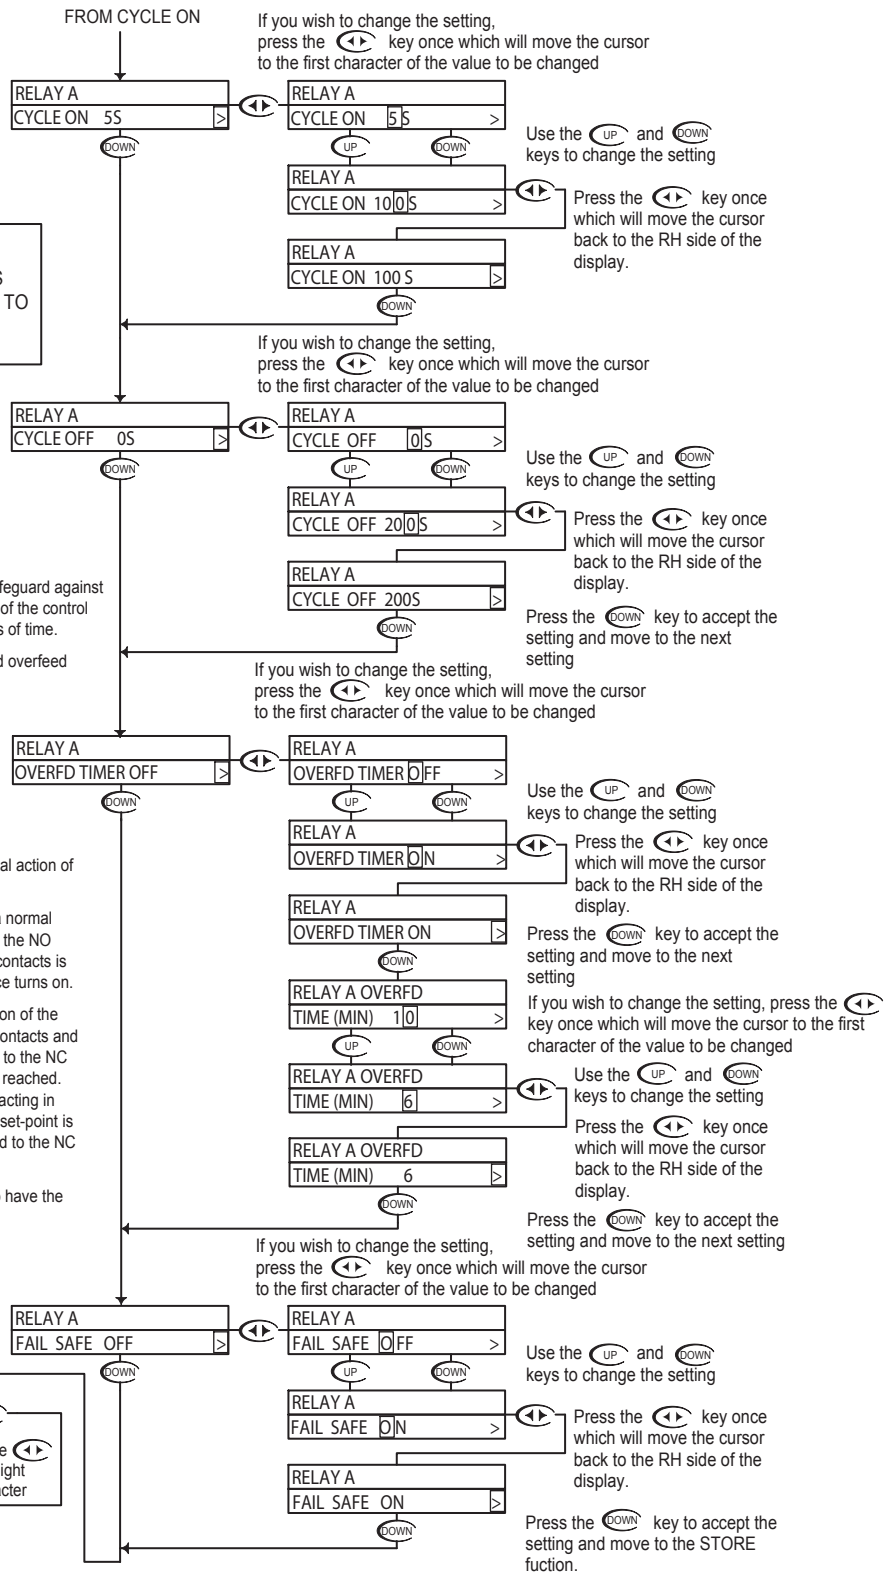 FROM CYCLE ON
If you wish to change the setting,
press the key once which will move the cursor
to the first character of the value to be changed
RELAY A
CYCLE ON 5S >
DOWN
RELAY A
CYCLE ON 5S >
UP DOWN
Use the UP and DOWN
keys to change the setting
RELAY A
CYCLE ON 100S >
Press the key once
which will move the cursor
back to the RH side of the
display.
RELAY A
CYCLE ON 100 S >
DOWN
S
TO
If you wish to change the setting,
press the key once which will move the cursor
to the first character of the value to be changed
RELAY A
CYCLE OFF 0S >
DOWN
RELAY A
CYCLE OFF 0S >
UP DOWN
Use the UP and DOWN
keys to change the setting
RELAY A
CYCLE OFF 200S >
Press the key once
which will move the cursor
back to the RH side of the
display.
RELAY A
CYCLE OFF 200S >
DOWN
Press the DOWN key to accept the
setting and move to the next
setting
feguard against
of the control
s of time.
d overfeed
If you wish to change the setting,
press the key once which will move the cursor
to the first character of the value to be changed
RELAY A
OVERFD TIMER OFF >
DOWN
RELAY A
OVERFD TIMER OFF >
UP DOWN
Use the UP and DOWN
keys to change the setting
RELAY A
OVERFD TIMER ON >
Press the key once
which will move the cursor
back to the RH side of the
display.
RELAY A
OVERFD TIMER ON >
DOWN
Press the DOWN key to accept the
setting and move to the next
setting
al action of
a normal
the NO
contacts is
ce turns on.
on of the
ontacts and
to the NC
reached.
acting in
set-point is
d to the NC
have the
RELAY A OVERFD
TIME (MIN) 10
UP DOWN
If you wish to change the setting, press the
key once which will move the cursor to the first
character of the value to be changed
RELAY A OVERFD
TIME (MIN) 6 >
Use the UP and DOWN
keys to change the setting
Press the key once
which will move the cursor
back to the RH side of the
display.
RELAY A OVERFD
TIME (MIN) 6 >
DOWN
Press the DOWN key to accept the
setting and move to the next setting
If you wish to change the setting,
press the key once which will move the cursor
to the first character of the value to be changed
RELAY A
FAIL SAFE OFF >
DOWN
RELAY A
FAIL SAFE OFF >
UP DOWN
Use the UP and DOWN
keys to change the setting
RELAY A
FAIL SAFE ON >
Press the key once
which will move the cursor
back to the RH side of the
display.
RELAY A
FAIL SAFE ON >
DOWN
Press the DOWN key to accept the
setting and move to the STORE
fuction.
e
ight
acter